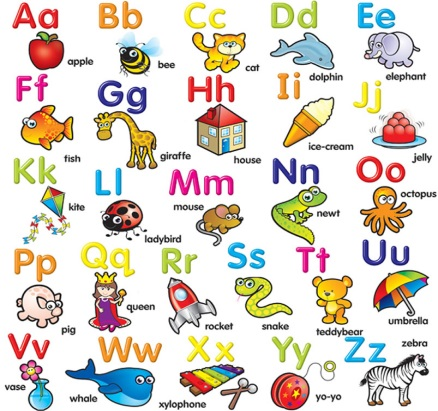 Aa
apple
Bb
bee
Cc
cat
Dd
dolphin
Ee
elephant
Ff
fish
Gg
giraffe
Hh
house
Ii
ice-cream
Jj
jelly
Kk
kite
Ll
ladybird
Mm
mouse
Nn
newt
Oo
octopus
Pp
pig
Qq
queen
Rr
rocket
Ss
snake
Tt
teddybear
Uu
umbrella
Vv
vase
Ww
whale
Xx
xylophone
Yy
yo-yo
Zz
zebra